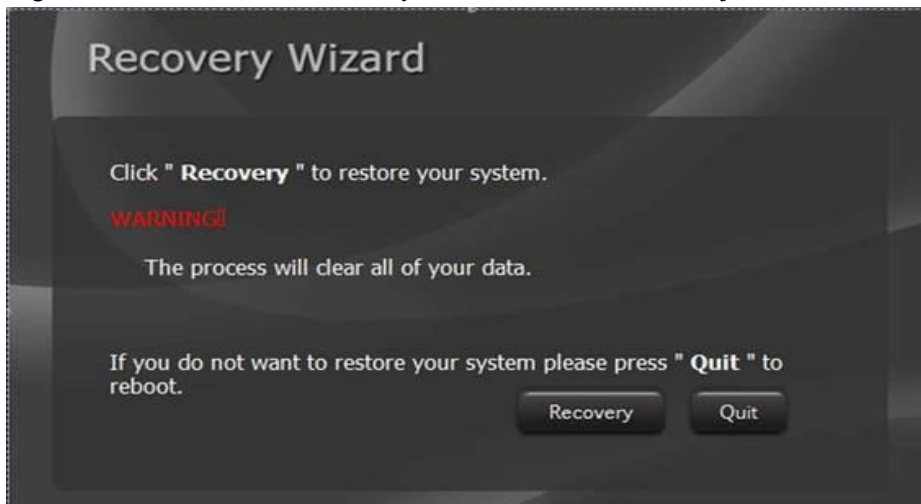 Recovery Wizard
Click " Recovery " to restore your system.
WARNING
The process will clear all of your data.
If you do not want to restore your system please press " Quit " to
reboot.
Recovery
Quit